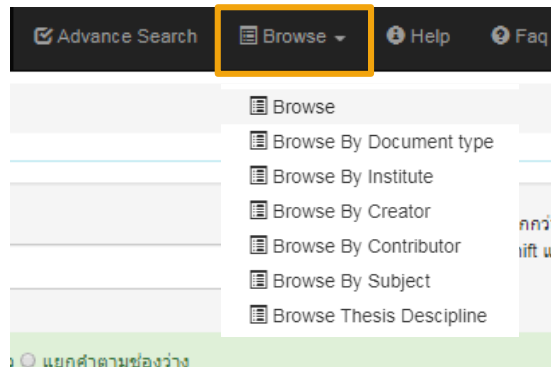 Advance Search Browse Help Faq
Browse
Browse By Document type
Browse By Institute
Browse By Creator
Browse By Contributor
Browse By Subject
Browse Thesis Descipline
แยกคำตามช่องว่าง